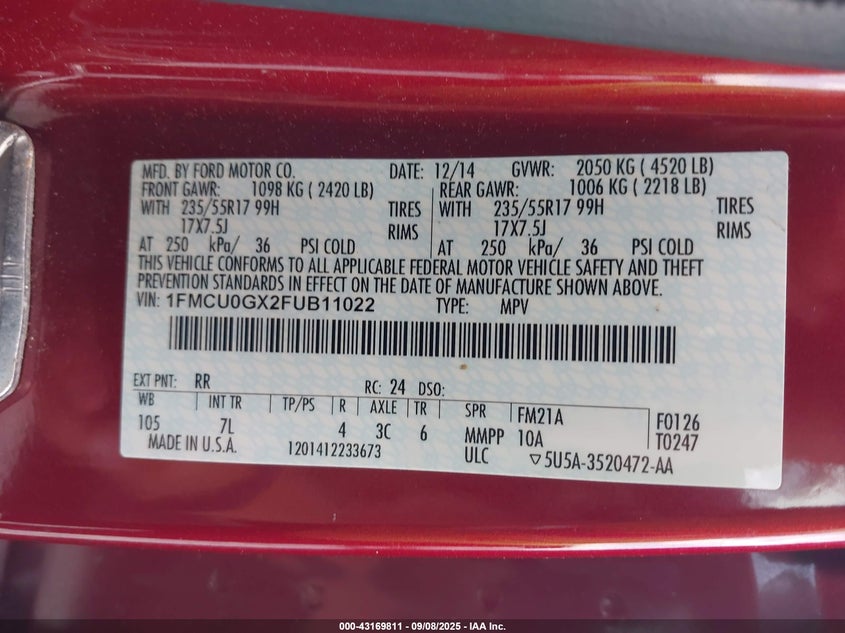 MFD. BY FORD MOTOR CO. DATE: 12/14 GVWR: 2050 KG ( 4520 LB)
FRONT GAWR: 1098 KG ( 2420 LB) REAR GAWR: 1006 KG ( 2218 LB)
WITH 235/55R17 99H TIRES WITH 235/55R17 99H TIRES
17X7.5J RIMS 17X7.5J RIMS
AT 250 kPa/ 36 PSI COLD AT 250 kPa/ 36 PSI COLD
THIS VEHICLE CONFORMS TO ALL APPLICABLE FEDERAL MOTOR VEHICLE SAFETY AND THEFT
PREVENTION STANDARDS IN EFFECT ON THE DATE OF MANUFACTURE SHOWN ABOVE.
VIN: 1FMCU0GX2FUB11022 TYPE: MPV
EXT PNT: RR RC: 24 DSO:
WB INT TR TP/PS R AXLE TR SPR FM21A F0126
105 7L 4 3C 6 MMPP 10A T0247
MADE IN U.S.A. 1201412233673 ULC ▽5U5A-3520472-AA
000-43169811 - 09/08/2025 - IAA Inc.